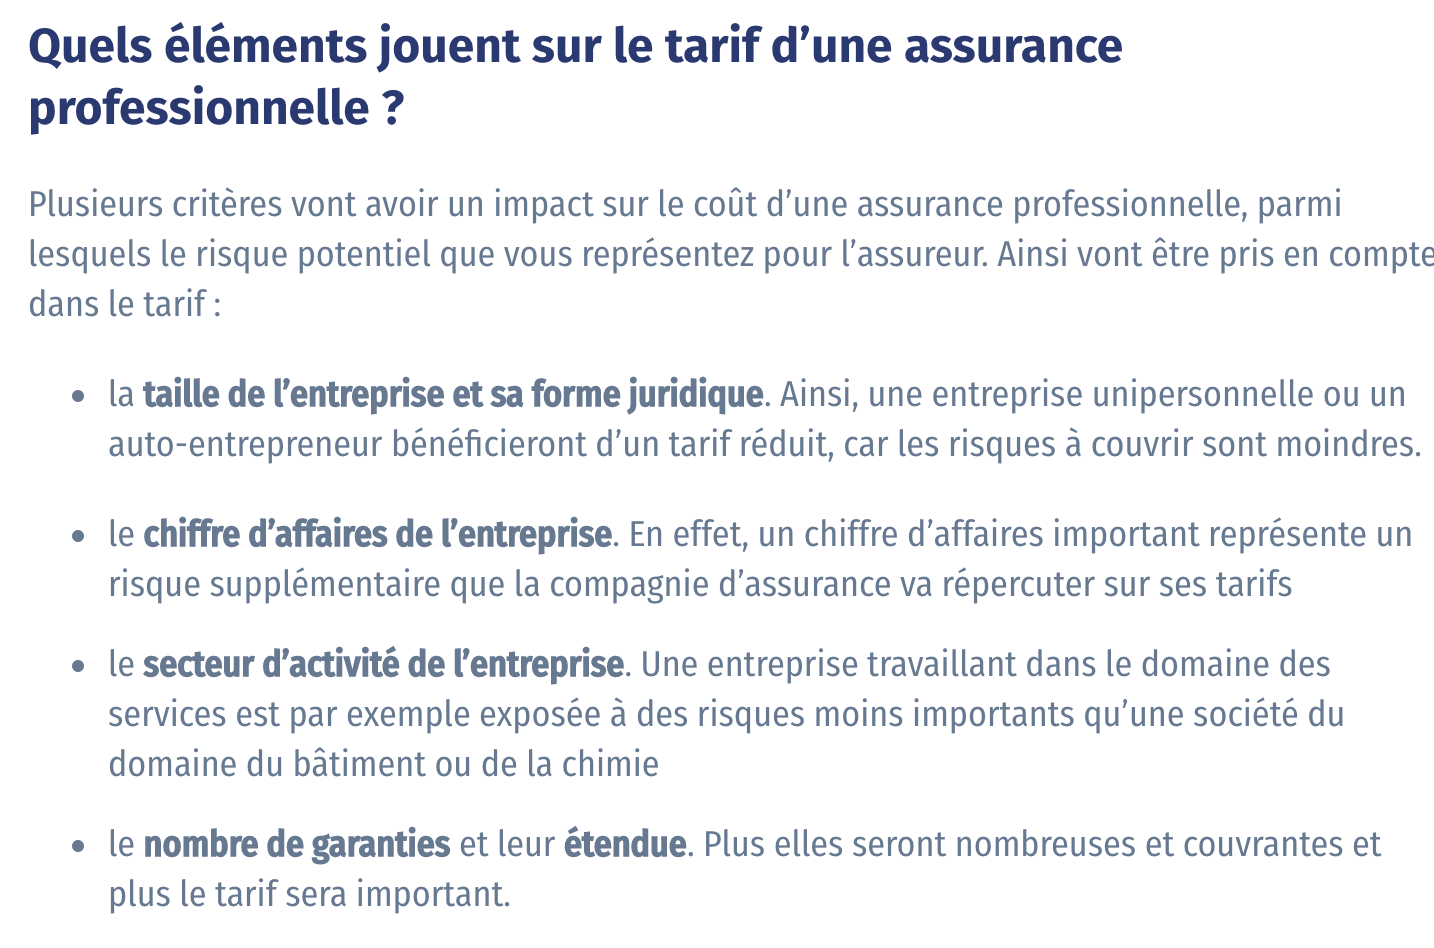 Quels éléments jouent sur le tarif d’une assurance
professionnelle ?
Plusieurs critères vont avoir un impact sur le coût d’une assurance professionnelle, parmi
lesquels le risque potentiel que vous représentez pour l’assureur. Ainsi vont être pris en compte
dans le tarif :
• la taille de l’entreprise et sa forme juridique. Ainsi, une entreprise unipersonnelle ou un
auto-entrepreneur bénéficieront d’un tarif réduit, car les risques à couvrir sont moindres.
• le chiffre d’affaires de l’entreprise. En effet, un chiffre d’affaires important représente un
risque supplémentaire que la compagnie d’assurance va répercuter sur ses tarifs
• le secteur d’activité de l’entreprise. Une entreprise travaillant dans le domaine des
services est par exemple exposée à des risques moins importants qu’une société du
domaine du bâtiment ou de la chimie
• le nombre de garanties et leur étendue. Plus elles seront nombreuses et couvrantes et
plus le tarif sera important.